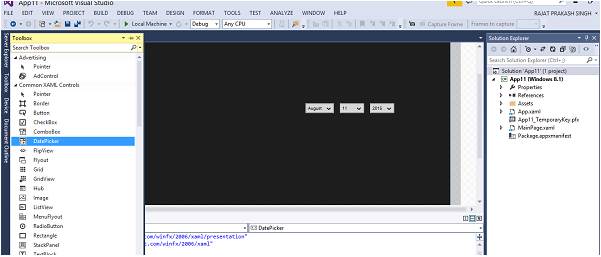 App11 - Microsoft Visual Studio
FILE EDIT VIEW PROJECT BUILD DEBUG TEAM TOOLS TEST ANALYZE WINDOW HELP
RAJAT PRAKASH SINGH
Local Machine Debug Any CPU Capture Frame Frames to capture
Server Explorer
Toolbox
Device
Document Outline
Toolbox
Search Toolbox
Advertising
Pointer
AdControl
Common XAML Controls
Pointer
Border
Button
CheckBox
ComboBox
DatePicker
FlipView
Flyout
Grid
GridView
Hub
Image
ListView
MenuFlyout
RadioButton
Rectangle
StackPanel
TextBlock
August 11 2015
DatePicker
com/winfx/2006/xaml/presentation"
t.com/winfx/2006/xaml"
Solution Explorer
Search Solution Explorer (Ctrl+;)
Solution 'App11' (1 project)
App11 (Windows 8.1)
Properties
References
Assets
App.xaml
App11_TemporaryKey.pfx
MainPage.xaml
Package.appxmanifest